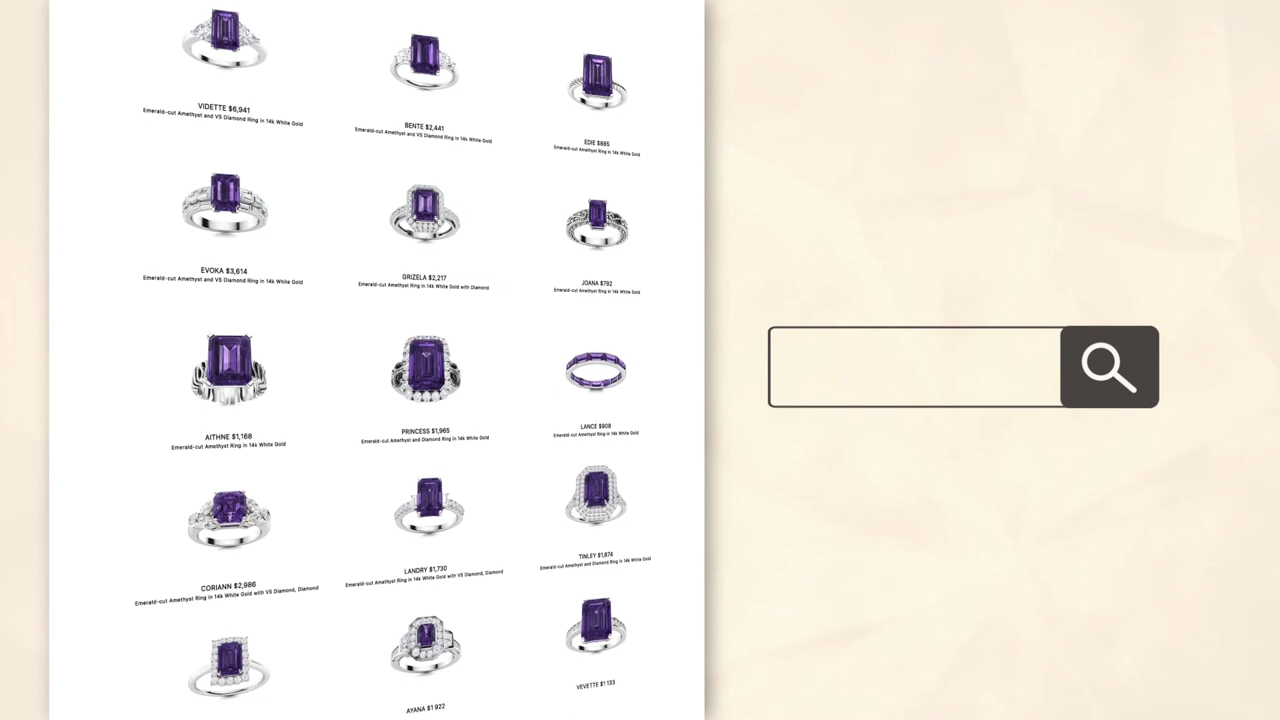 VIDETTE $6,941
Emerald-cut Amethyst and VS Diamond Ring in 14k White Gold
BENTE $2,441
Emerald-cut Amethyst and VS Diamond Ring in 14k White Gold
EDIE $885
Emerald-cut Amethyst Ring in 14k White Gold
EVOKA $3,614
Emerald-cut Amethyst and VS Diamond Ring in 14k White Gold
GRIZELA $2,217
Emerald-cut Amethyst Ring in 14k White Gold with Diamond
JOANA $792
Emerald-cut Amethyst Ring in 14k White Gold
AITHNE $1,168
Emerald-cut Amethyst Ring in 14k White Gold
PRINCESS $1,965
Emerald-cut Amethyst and Diamond Ring in 14k White Gold
LANCE $908
Emerald-cut Amethyst Ring in 14k White Gold
CORIANN $2,986
Emerald-cut Amethyst Ring in 14k White Gold with VS Diamond, Diamond
LANDRY $1,730
Emerald-cut Amethyst Ring in 14k White Gold with VS Diamond, Diamond
TINLEY $1,874
Emerald-cut Amethyst and Diamond Ring in 14k White Gold
AYANA $1 922
VEVETTE $1 133